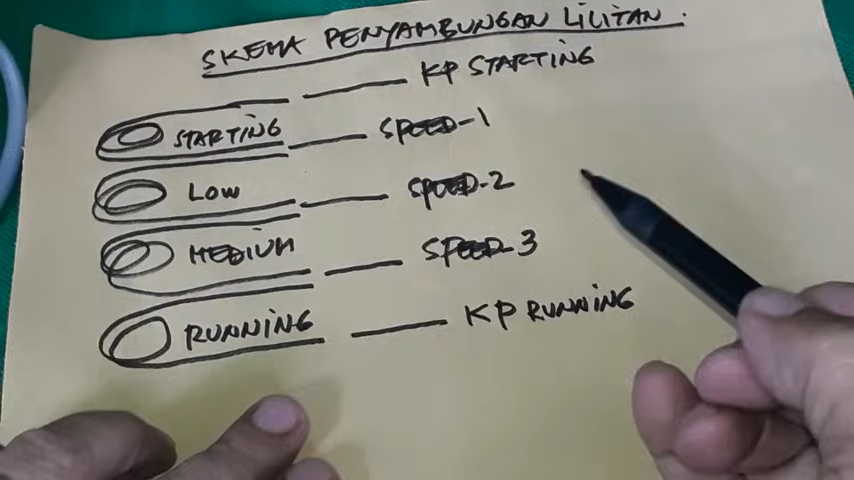 SKEMA PENYAMBUNGAN LILITAN.
KP STARTING
STARTING
SPEED-1
LOW
SPEED-2
MEDIUM
SPEED-3
RUNNING
KP RUNNING